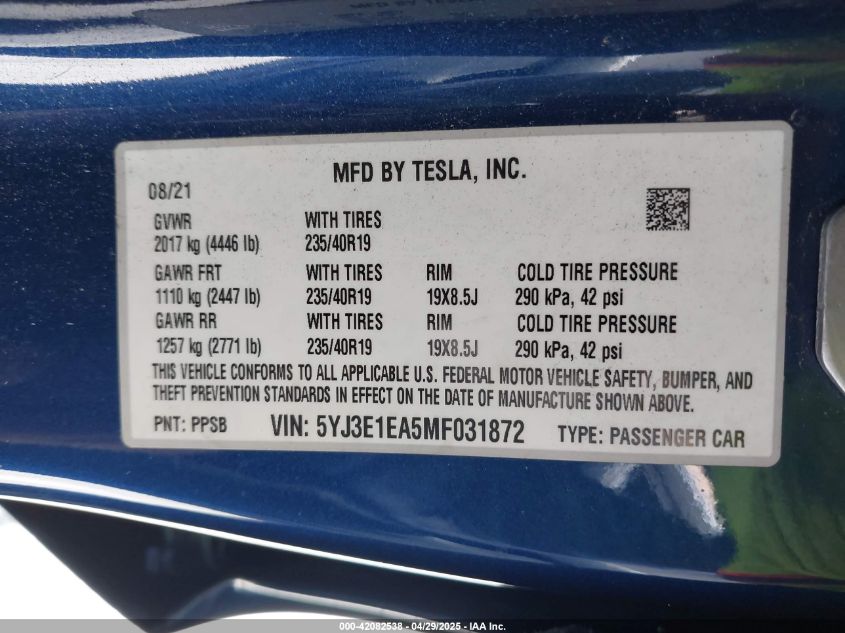 MFD BY TESLA, INC.
08/21
GVWR WITH TIRES
2017 kg (4446 lb) 235/40R19
GAWR FRT WITH TIRES RIM COLD TIRE PRESSURE
1110 kg (2447 lb) 235/40R19 19X8.5J 290 kPa, 42 psi
GAWR RR WITH TIRES RIM COLD TIRE PRESSURE
1257 kg (2771 lb) 235/40R19 19X8.5J 290 kPa, 42 psi
THIS VEHICLE CONFORMS TO ALL APPLICABLE U.S. FEDERAL MOTOR VEHICLE SAFETY, BUMPER, AND
THEFT PREVENTION STANDARDS IN EFFECT ON THE DATE OF MANUFACTURE SHOWN ABOVE.
PNT: PPSB VIN: 5YJ3E1EA5MF031872 TYPE: PASSENGER CAR
000-42082538 - 04/29/2025 - IAA Inc.